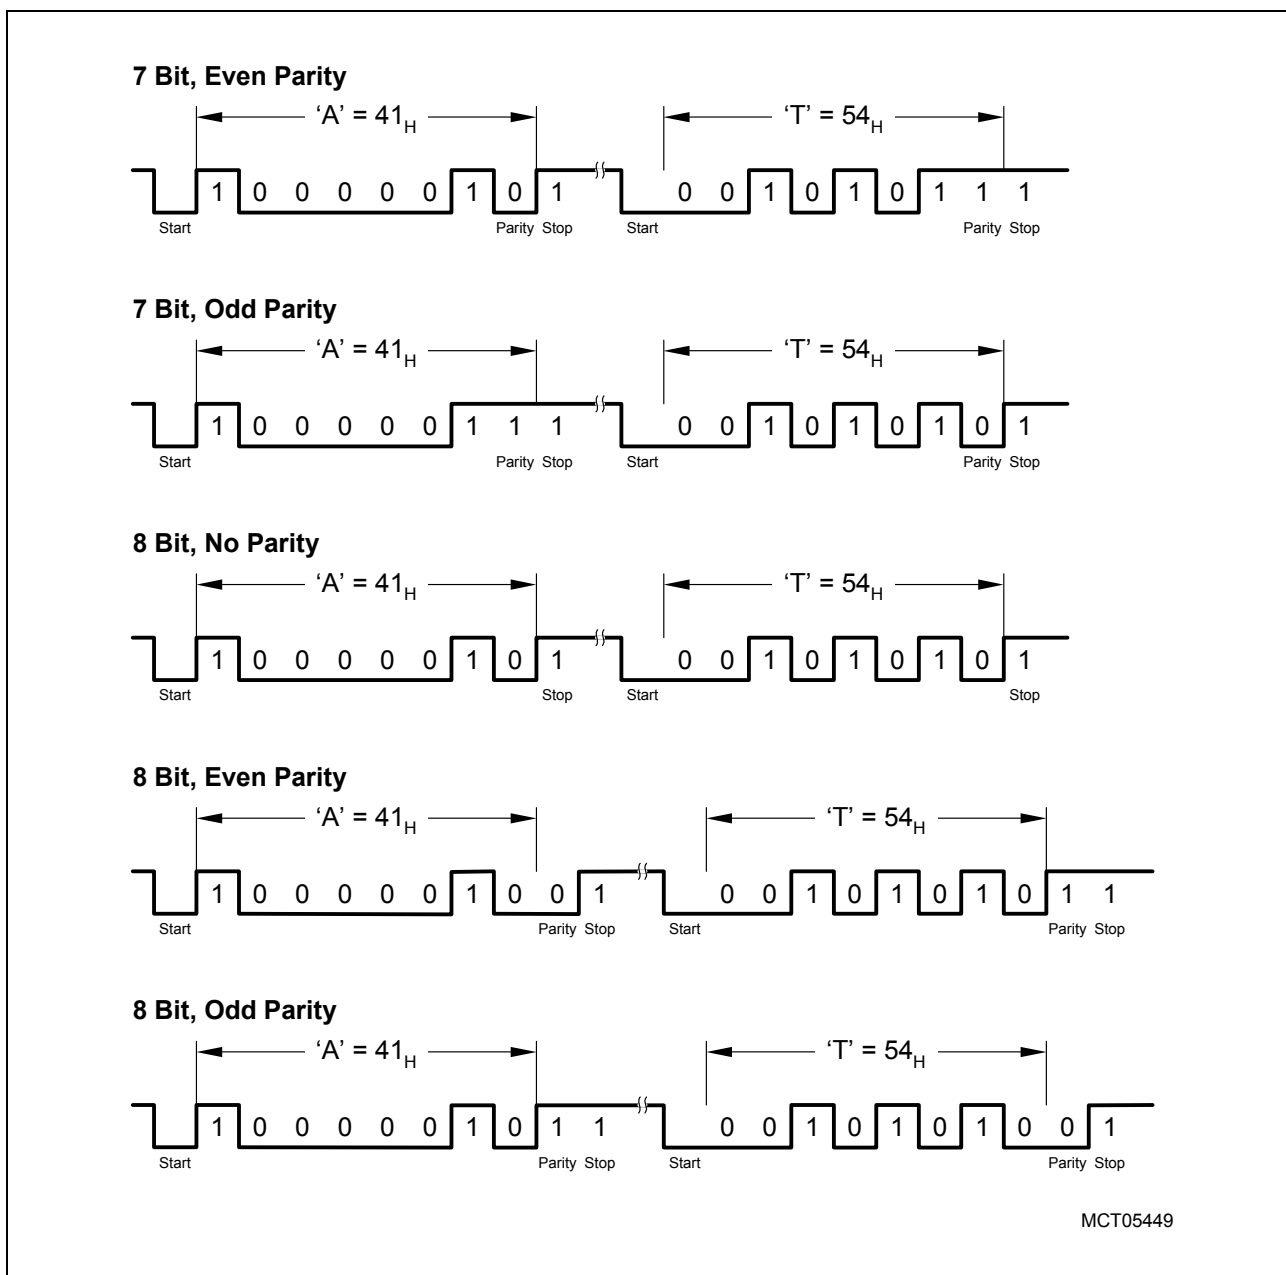 7 Bit, Even Parity
‘A’ = 41H ‘T’ = 54H
1 0 0 0 0 0 1 0 1 0 0 1 0 1 0 1 1 1
Start Parity Stop Start Parity Stop
7 Bit, Odd Parity
‘A’ = 41H ‘T’ = 54H
1 0 0 0 0 0 1 1 1 0 0 1 0 1 0 1 0 1
Start Parity Stop Start Parity Stop
8 Bit, No Parity
‘A’ = 41H ‘T’ = 54H
1 0 0 0 0 0 1 0 1 0 0 1 0 1 0 1 0 1
Start Stop Start Stop
8 Bit, Even Parity
‘A’ = 41H ‘T’ = 54H
1 0 0 0 0 0 1 0 0 1 0 0 1 0 1 0 1 0 1 1
Start Parity Stop Start Parity Stop
8 Bit, Odd Parity
‘A’ = 41H ‘T’ = 54H
1 0 0 0 0 0 1 0 1 1 0 0 1 0 1 0 1 0 0 1
Start Parity Stop Start Parity Stop
MCT05449